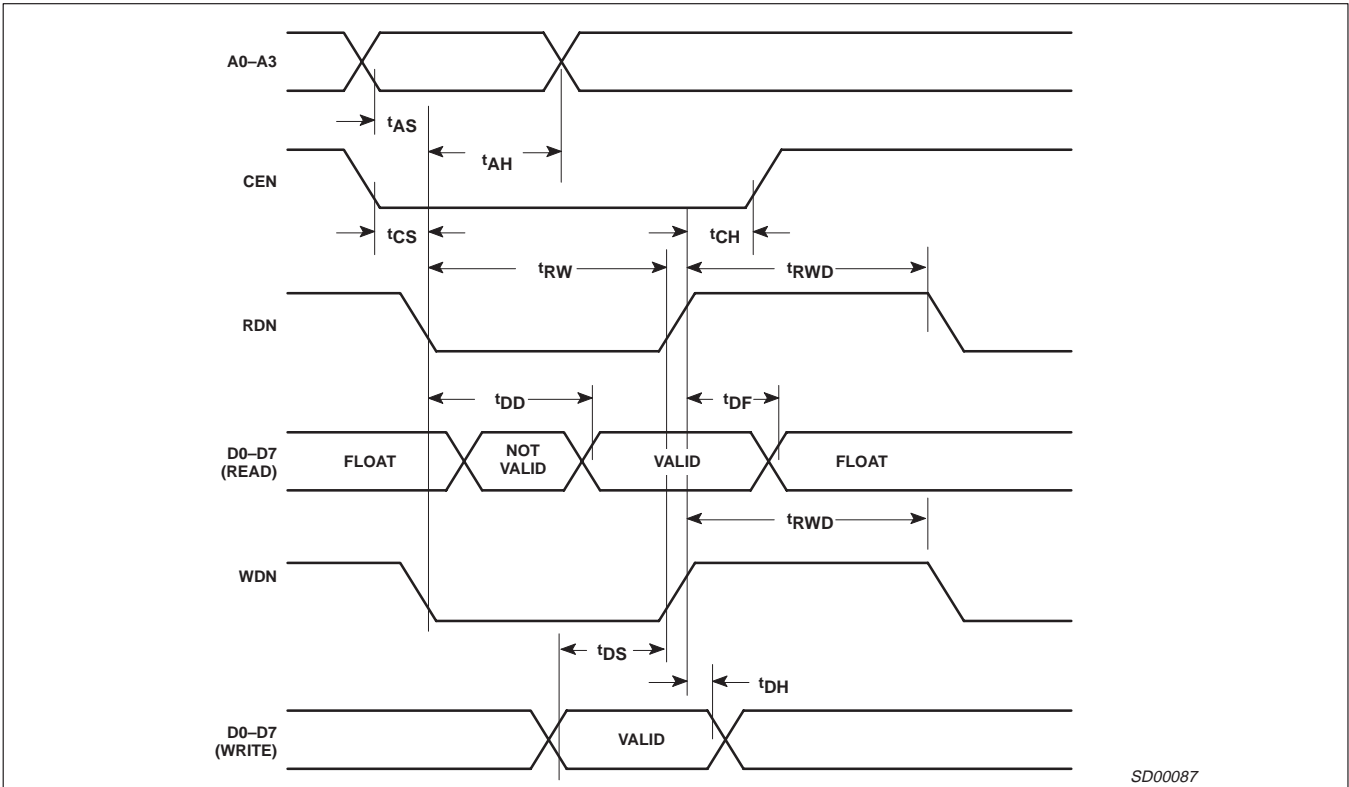 A0–A3
tAS
tAH
CEN
tCS
tCH
tRW
tRWD
RDN
tDD
tDF
D0–D7
(READ)
FLOAT
NOT
VALID
VALID
FLOAT
tRWD
WDN
tDS
tDH
D0–D7
(WRITE)
VALID
SD00087